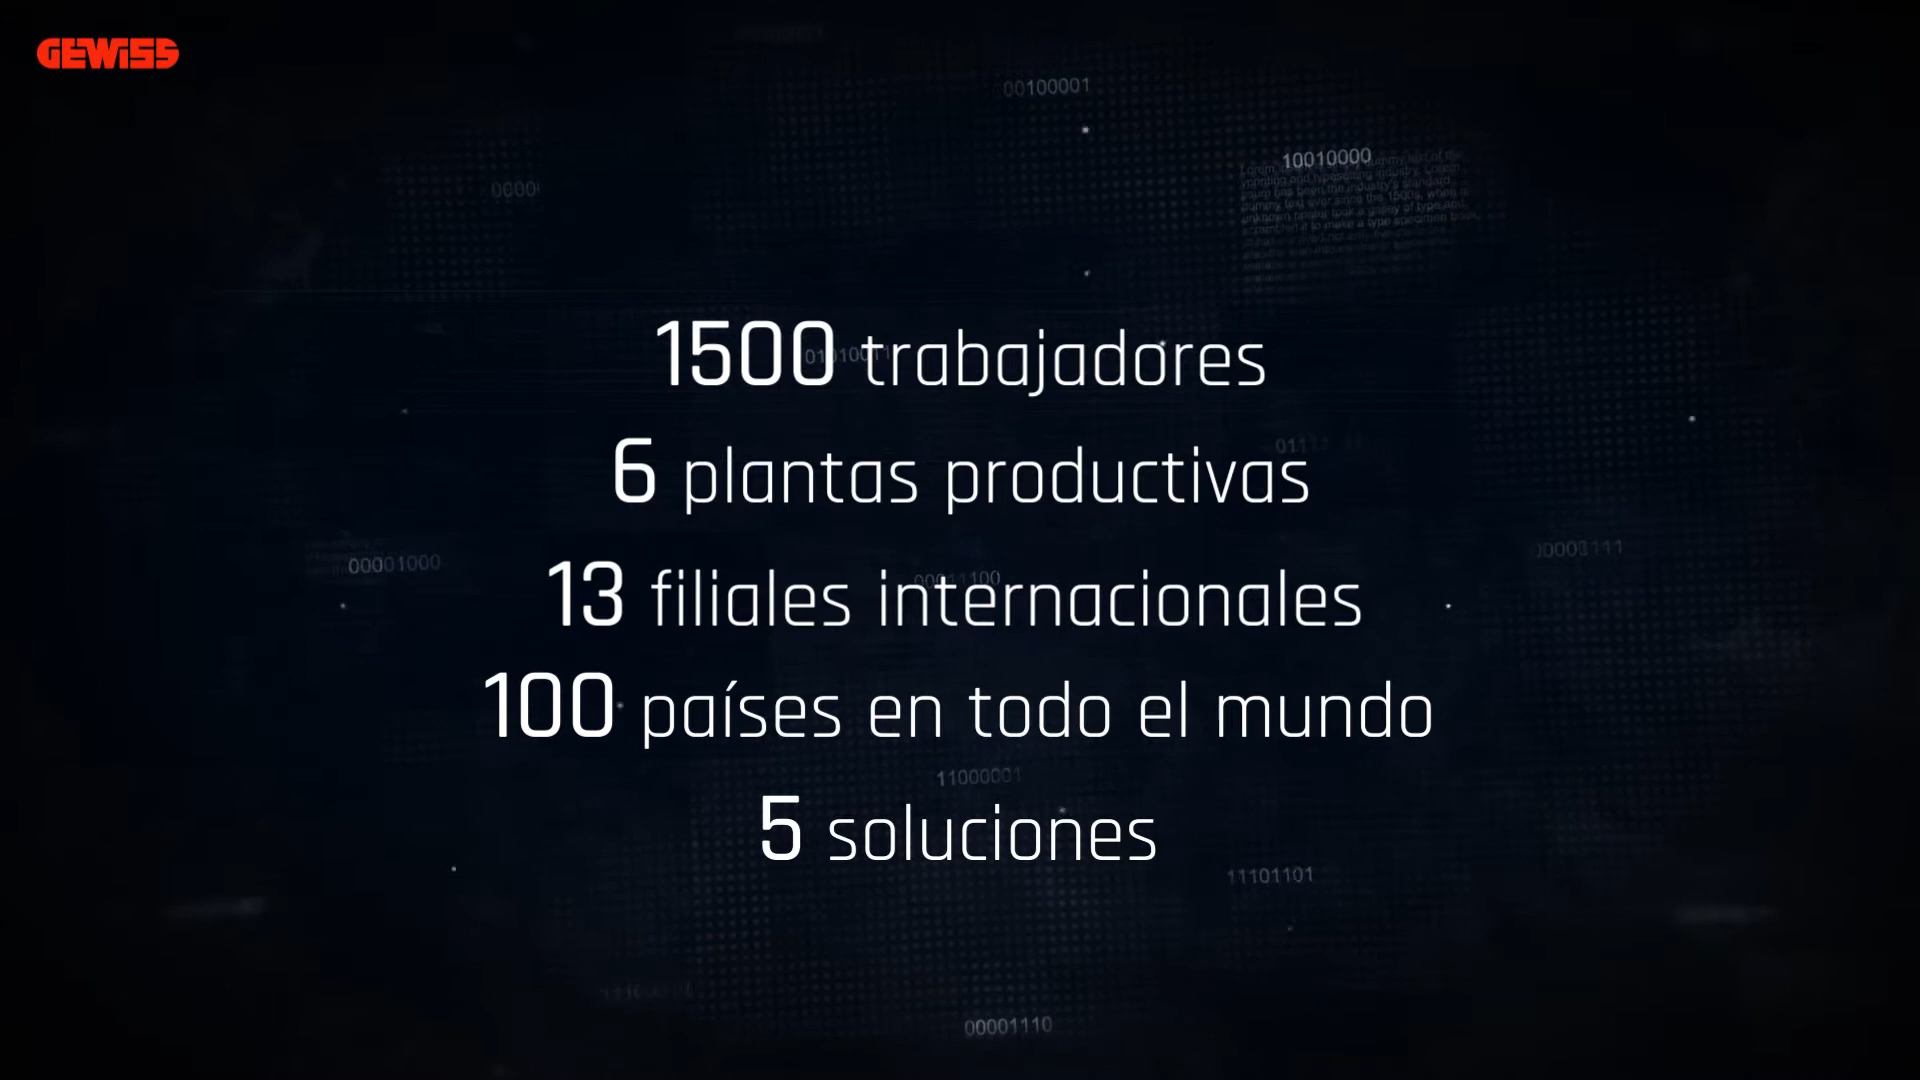 GEWISS
00100001
10010000
0000
1500 trabajadores
6 plantas productivas
00001000
13 filiales internacionales
100 países en todo el mundo
11000001
5 soluciones
11101101
00001110